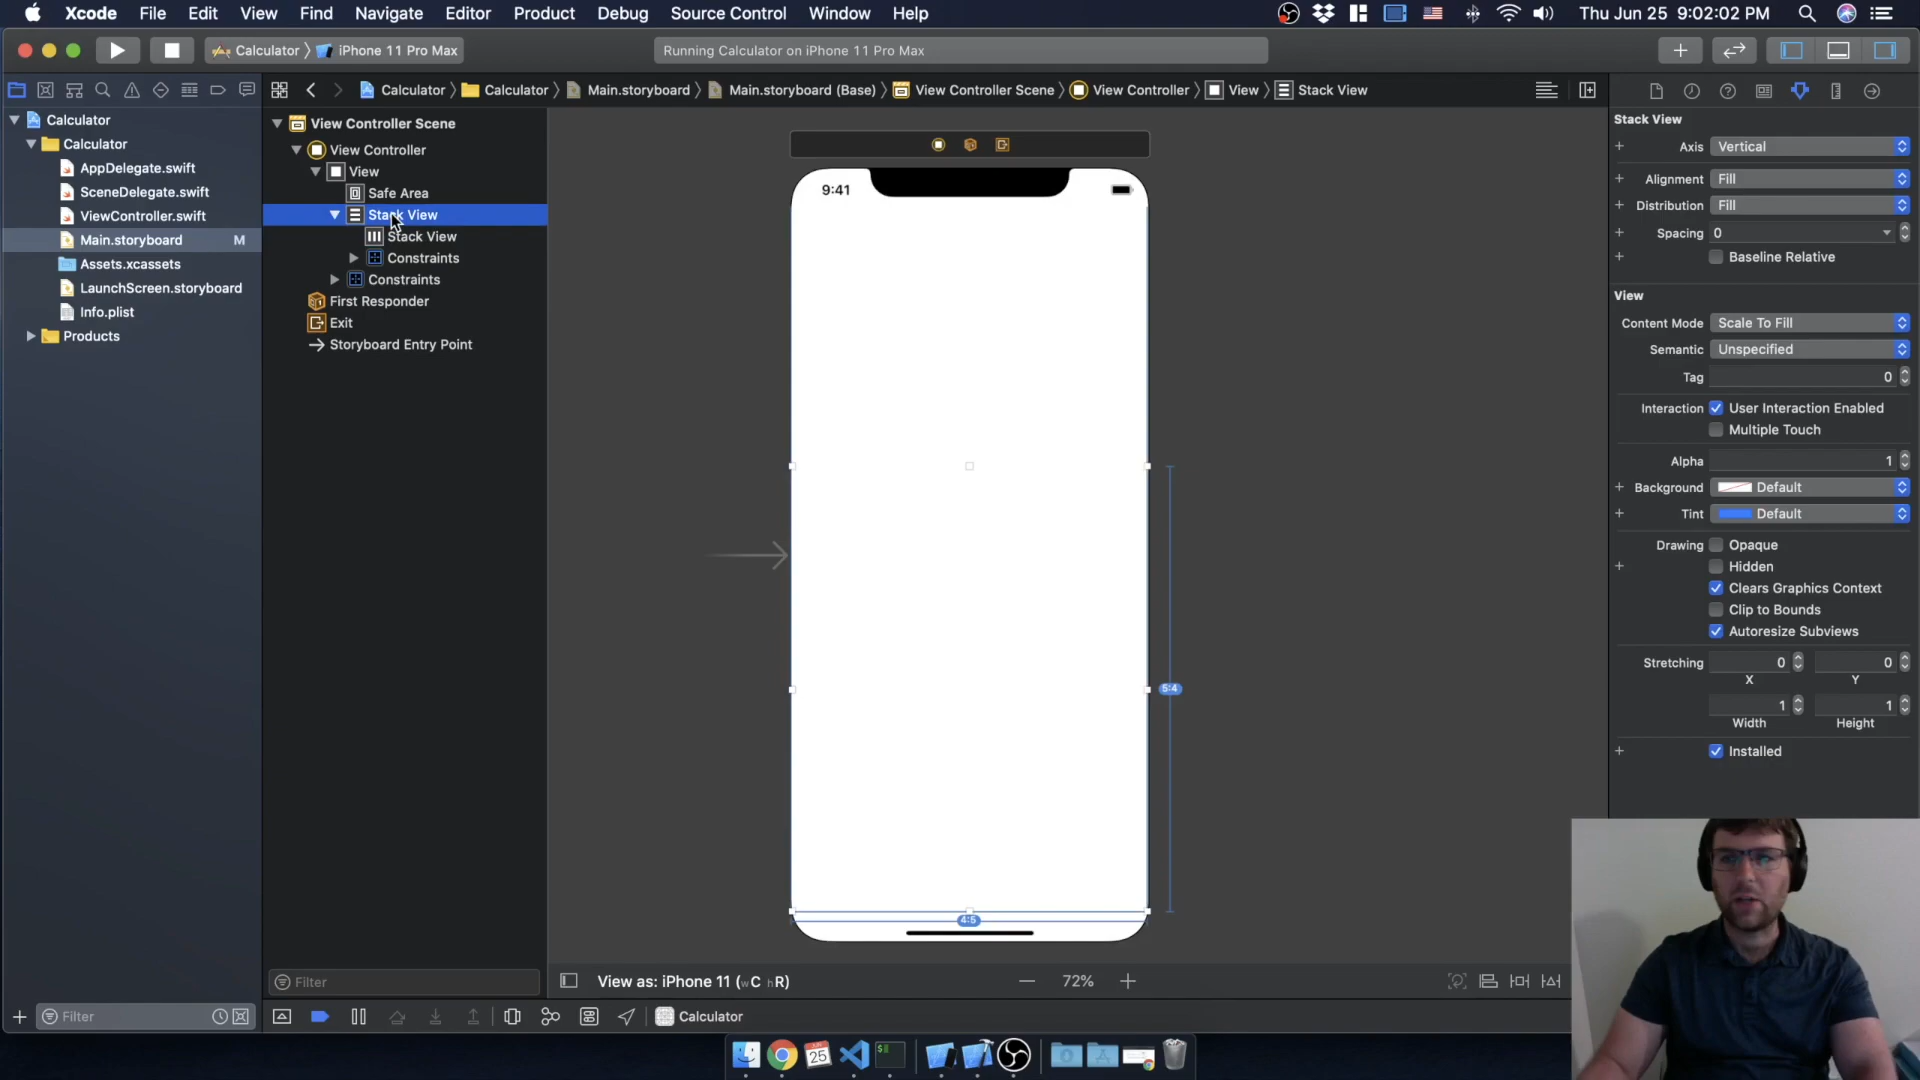 Xcode File Edit View Find Navigate Editor Product Debug Source Control Window Help Thu Jun 25 9:02:02 PM
Calculator iPhone 11 Pro Max Running Calculator on iPhone 11 Pro Max
Calculator Calculator Main.storyboard Main.storyboard (Base) View Controller Scene View Controller View Stack View
Calculator
Calculator
AppDelegate.swift
SceneDelegate.swift
ViewController.swift
Main.storyboard M
Assets.xcassets
LaunchScreen.storyboard
Info.plist
Products
Filter
View Controller Scene
View Controller
View
Safe Area
Stack View
Stack View
Constraints
Constraints
First Responder
Exit
Storyboard Entry Point
Filter
9:41
5:4
4:5
View as: iPhone 11 (wC hR) 72%
Calculator
Stack View
Axis Vertical
Alignment Fill
Distribution Fill
Spacing 0
Baseline Relative
View
Content Mode Scale To Fill
Semantic Unspecified
Tag 0
Interaction User Interaction Enabled
Multiple Touch
Alpha 1
Background Default
Tint Default
Drawing Opaque
Hidden
Clears Graphics Context
Clip to Bounds
Autoresize Subviews
Stretching 0 0
X Y
1 1
Width Height
Installed
25